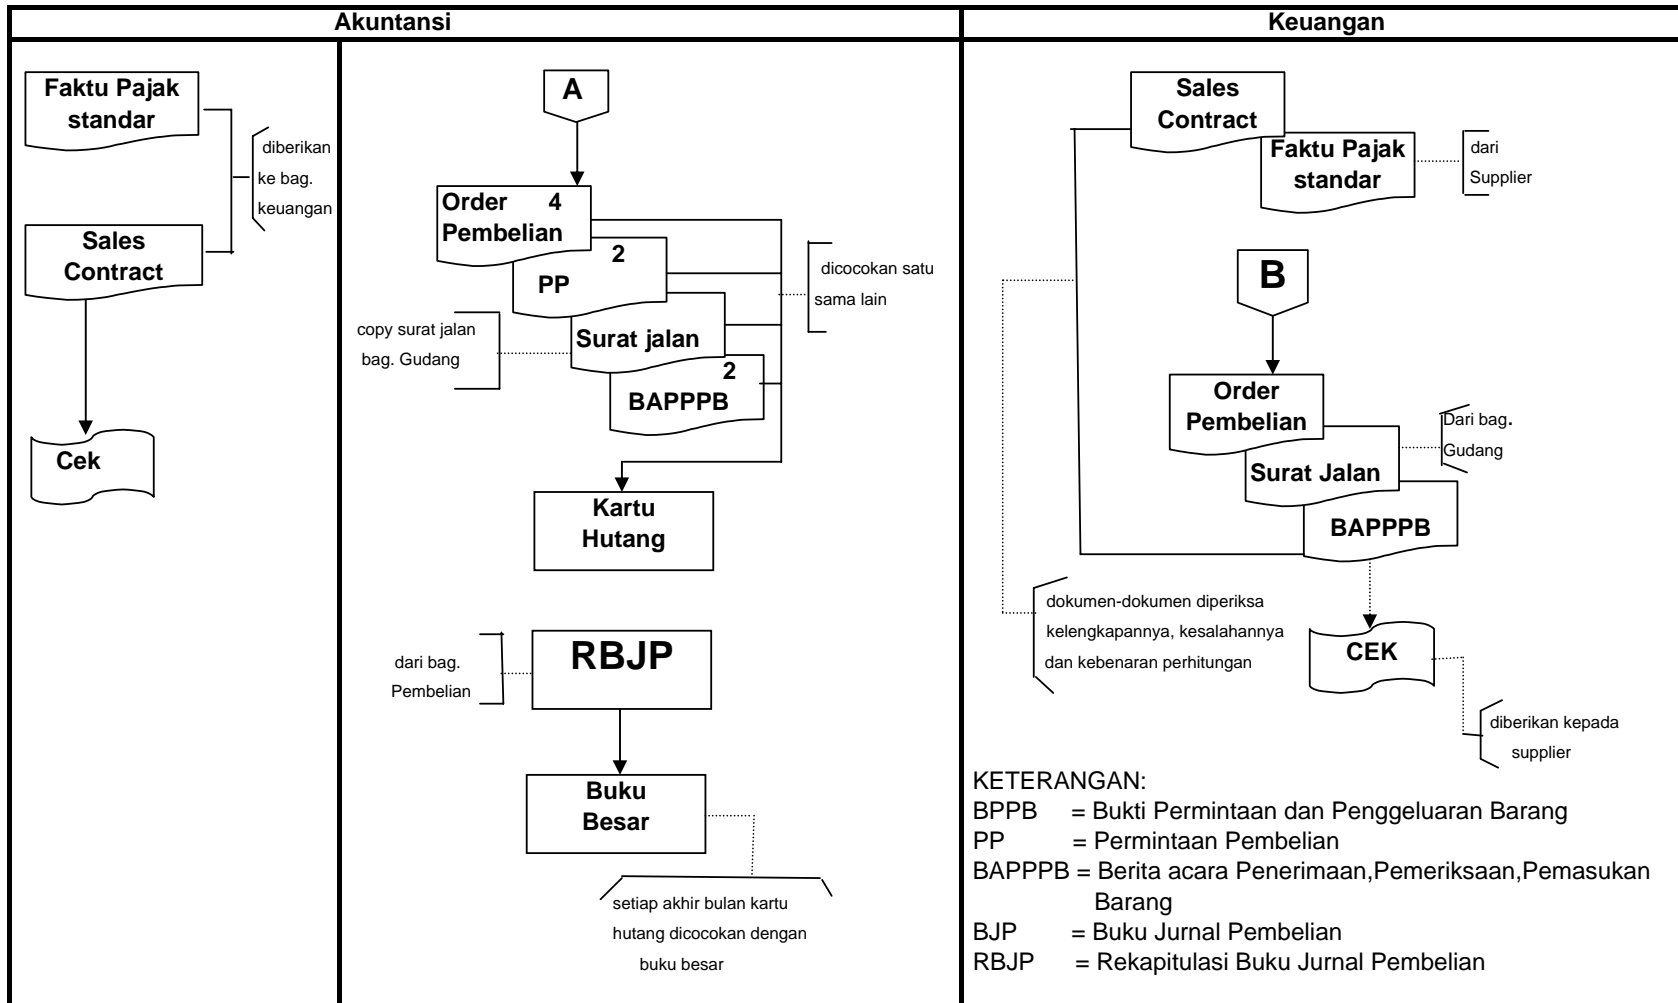 Akuntansi
Keuangan
Faktu Pajak
standar
diberikan
ke bag.
keuangan
Sales
Contract
Cek
A
Order 4
Pembelian
2
PP
Surat jalan
2
BAPPPB
dicocokan satu
sama lain
copy surat jalan
bag. Gudang
Kartu
Hutang
RBJP
dari bag.
Pembelian
Buku
Besar
setiap akhir bulan kartu
hutang dicocokan dengan
buku besar
Sales
Contract
Faktu Pajak
standar
dari
Supplier
B
Order
Pembelian
Surat Jalan
BAPPPB
Dari bag.
Gudang
dokumen-dokumen diperiksa
kelengkapannya, kesalahannya
dan kebenaran perhitungan
CEK
diberikan kepada
supplier
KETERANGAN:
BPPB = Bukti Permintaan dan Penggeluaran Barang
PP = Permintaan Pembelian
BAPPPB = Berita acara Penerimaan,Pemeriksaan,Pemasukan
Barang
BJP = Buku Jurnal Pembelian
RBJP = Rekapitulasi Buku Jurnal Pembelian